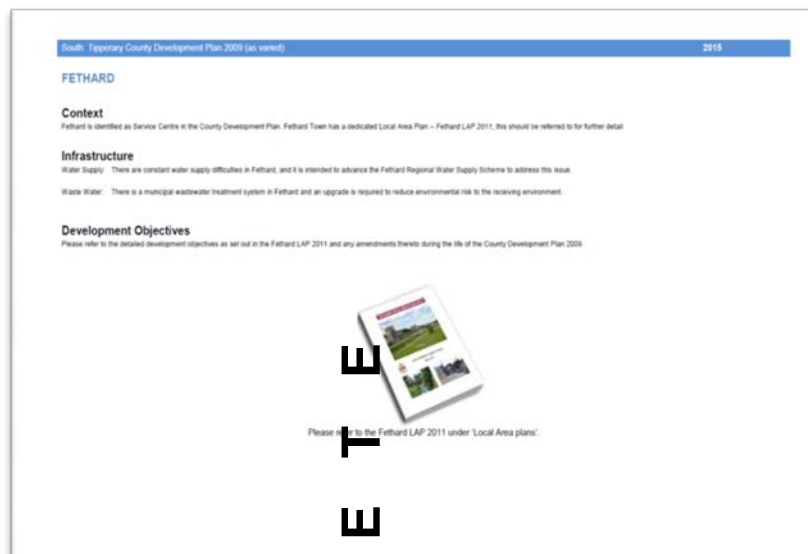 South Tipperary County Development Plan 2009 (as varied) 2015
FETHARD
Context
Fethard is identified as Service Centre in the County Development Plan. Fethard Town has a dedicated Local Area Plan – Fethard LAP 2011, this should be referred to for further detail
Infrastructure
Water Supply: There are constant water supply difficulties in Fethard, and it is intended to advance the Fethard Regional Water Supply Scheme to address this issue.
Waste Water: There is a municipal wastewater treatment system in Fethard and an upgrade is required to reduce environmental risk to the receiving environment.
Development Objectives
Please refer to the detailed development objectives as set out in the Fethard LAP 2011 and any amendments thereto during the life of the County Development Plan 2009.
Please refer to the Fethard LAP 2011 under 'Local Area plans'.
E T E